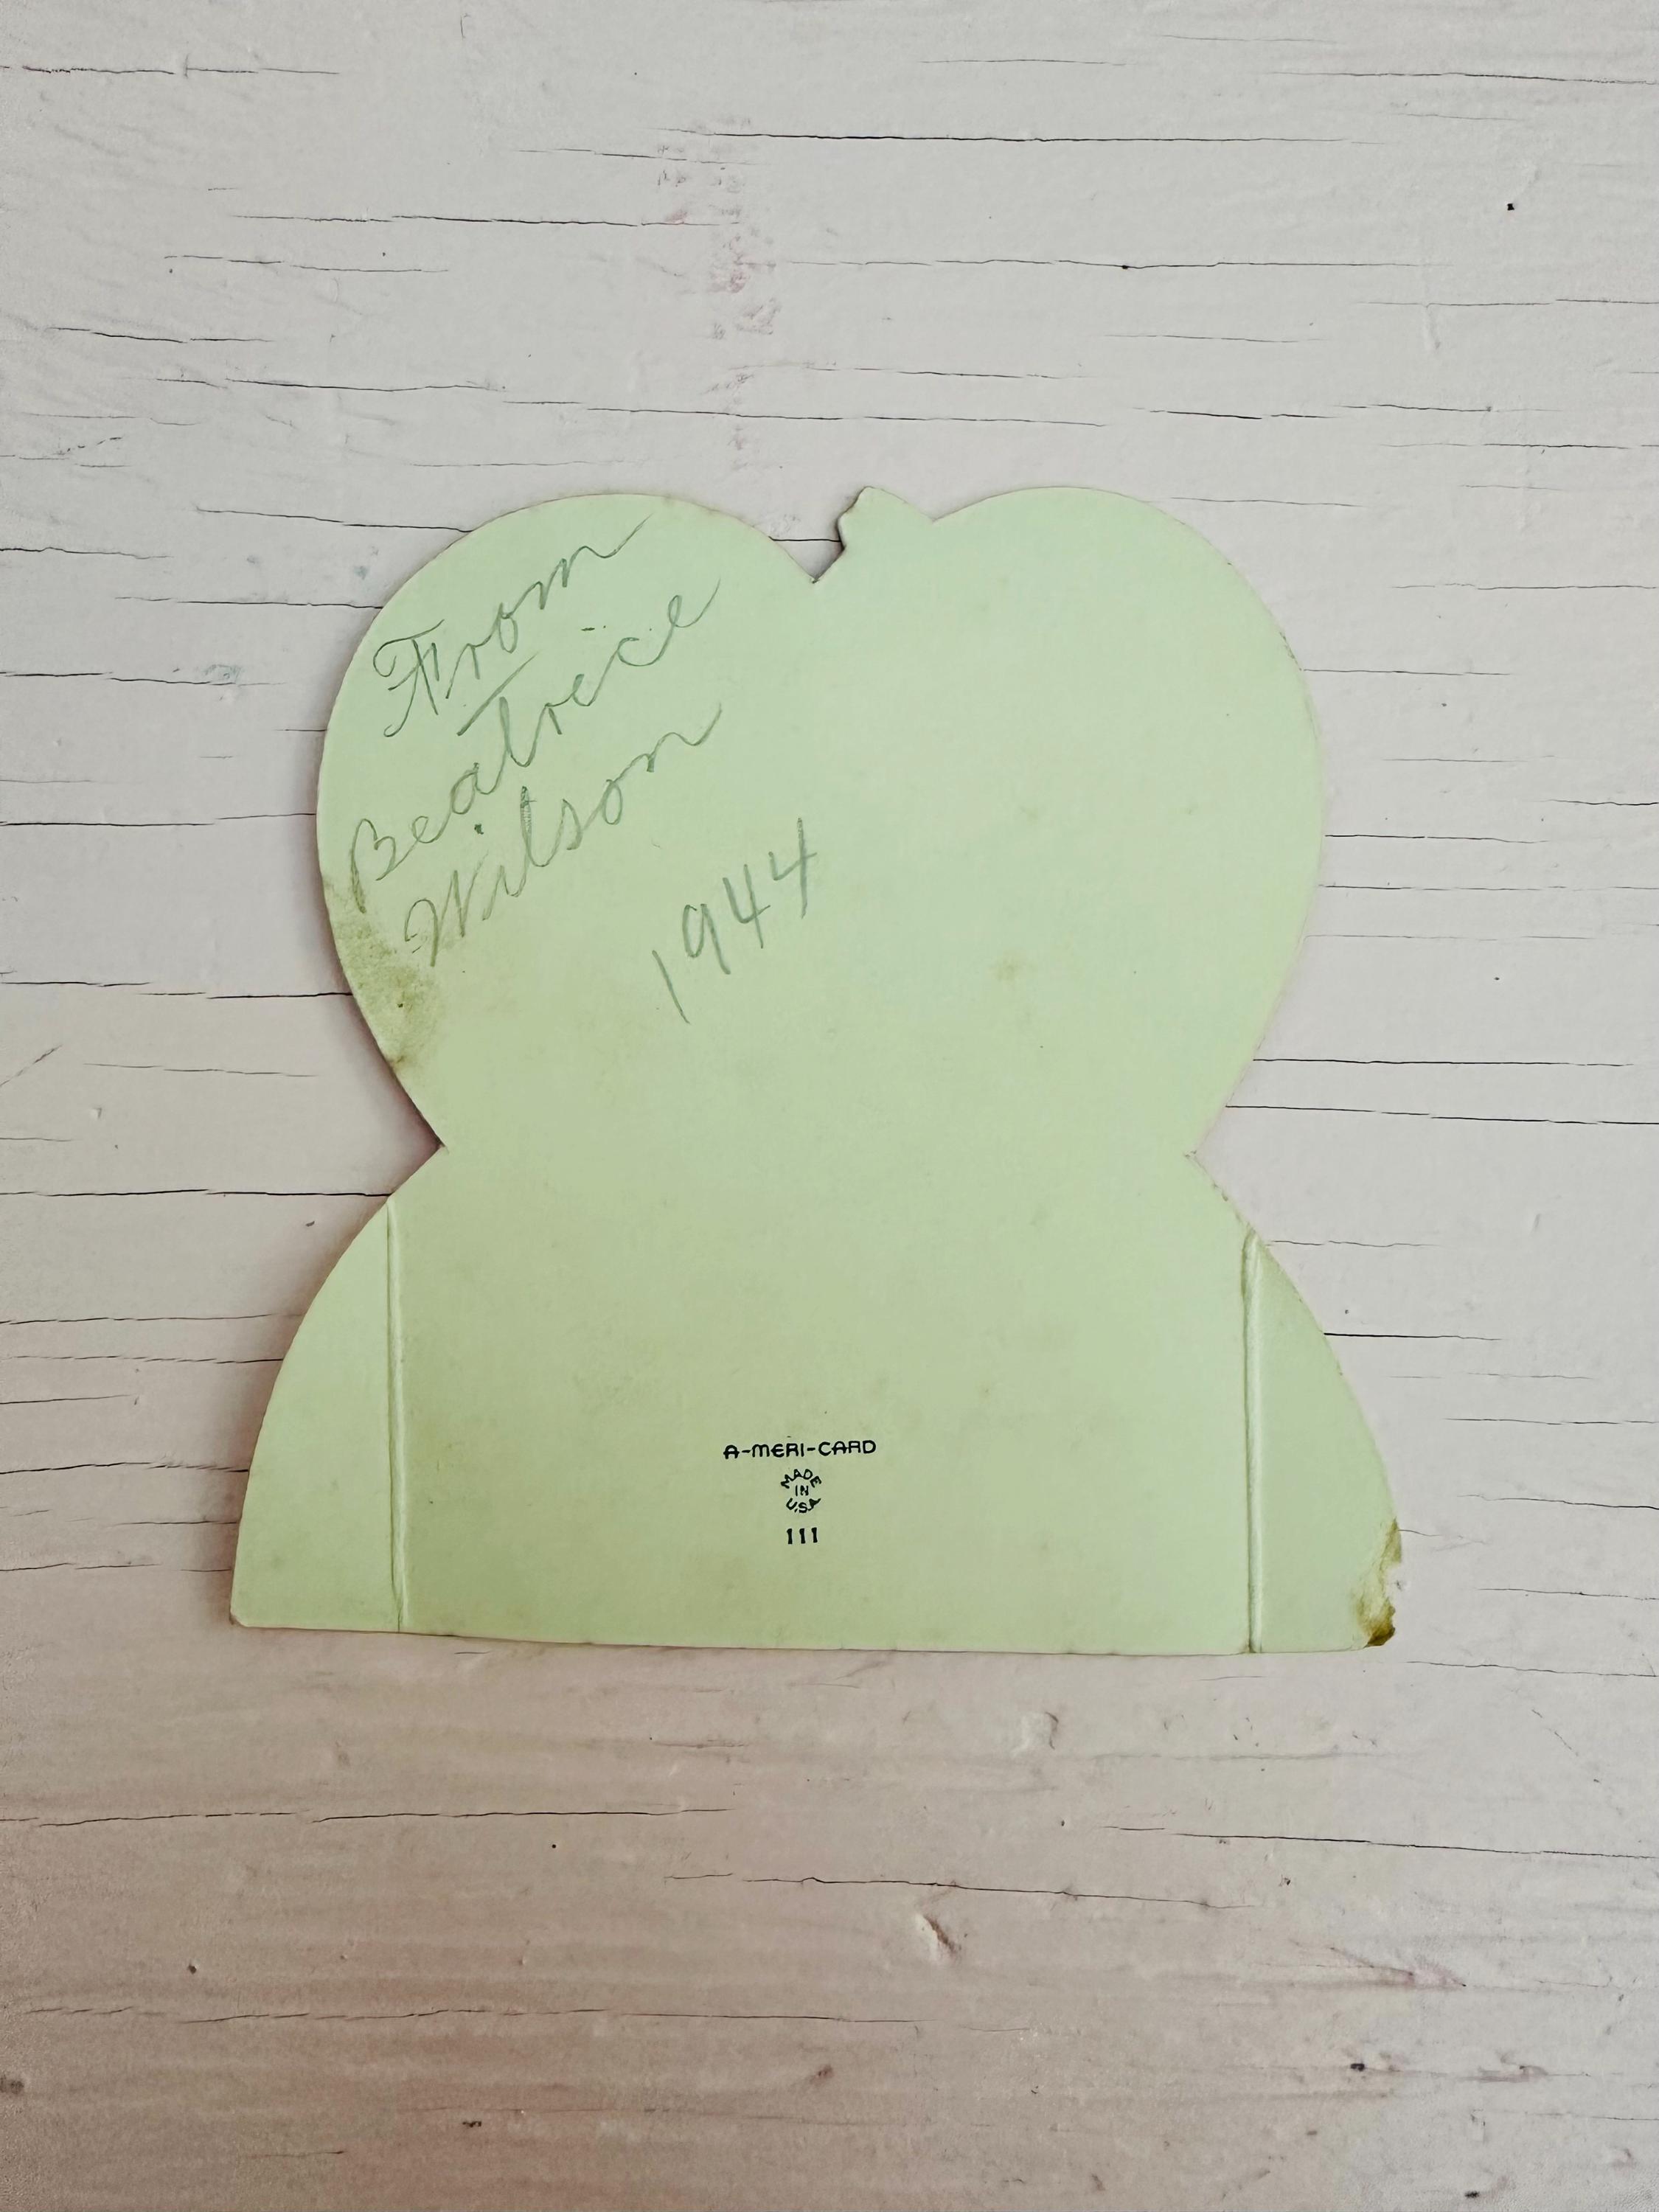 From
Beatrice
Wilson
1944
A-MERI-CARD
MADE
IN
U.S.A
111